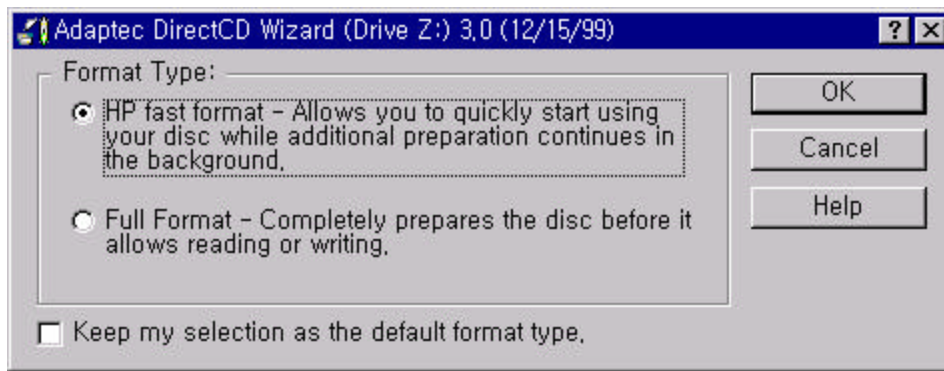 Adaptec DirectCD Wizard (Drive Z:) 3.0 (12/15/99)
Format Type:
HP fast format - Allows you to quickly start using
your disc while additional preparation continues in
the background.
Full Format - Completely prepares the disc before it
allows reading or writing.
Keep my selection as the default format type.
OK
Cancel
Help